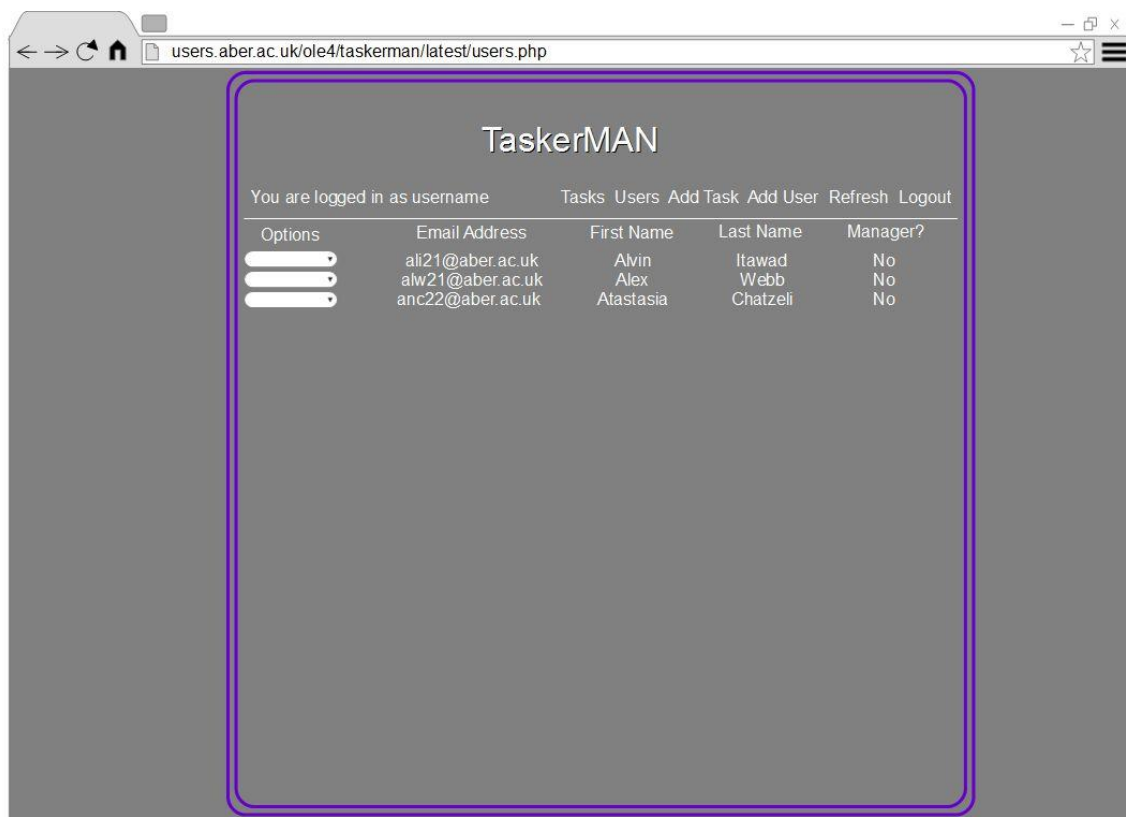 users.aber.ac.uk/ole4/taskerman/latest/users.php
TaskerMAN
You are logged in as username Tasks Users Add Task Add User Refresh Logout
Options Email Address First Name Last Name Manager?
ali21@aber.ac.uk Alvin Itawad No
alw21@aber.ac.uk Alex Webb No
anc22@aber.ac.uk Atastasia Chatzeli No